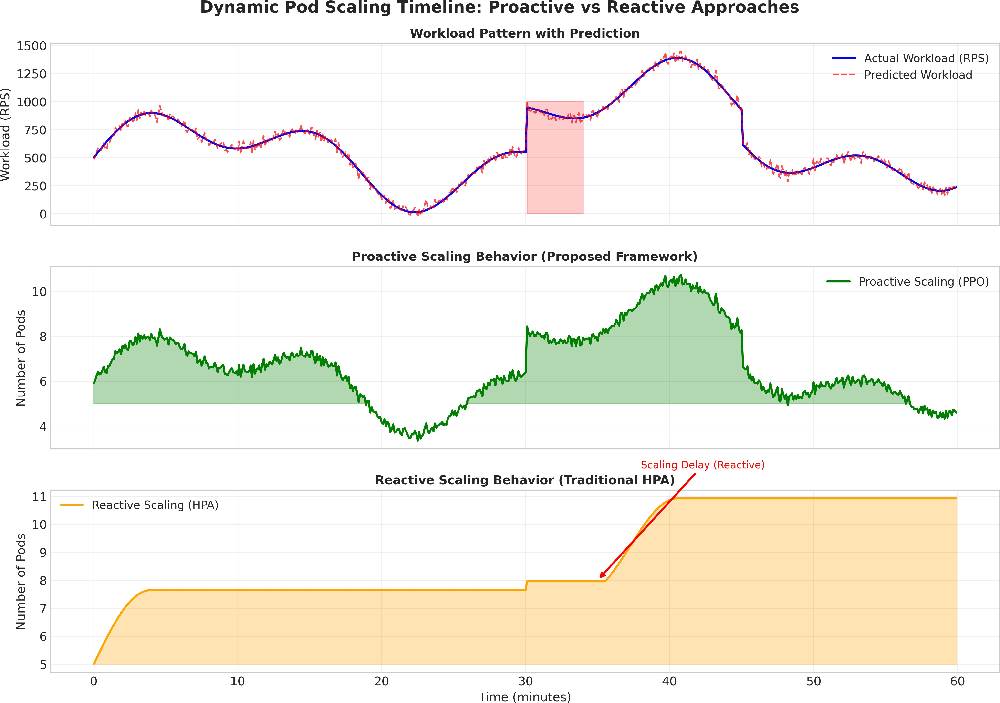 Dynamic Pod Scaling Timeline: Proactive vs Reactive Approaches
Workload Pattern with Prediction
Workload (RPS)
1500
1250
1000
750
500
250
0
Actual Workload (RPS)
Predicted Workload
Proactive Scaling Behavior (Proposed Framework)
Number of Pods
10
8
6
4
Proactive Scaling (PPO)
Scaling Delay (Reactive)
Reactive Scaling Behavior (Traditional HPA)
Number of Pods
11
10
9
8
7
6
5
Reactive Scaling (HPA)
0 10 20 30 40 50 60
Time (minutes)